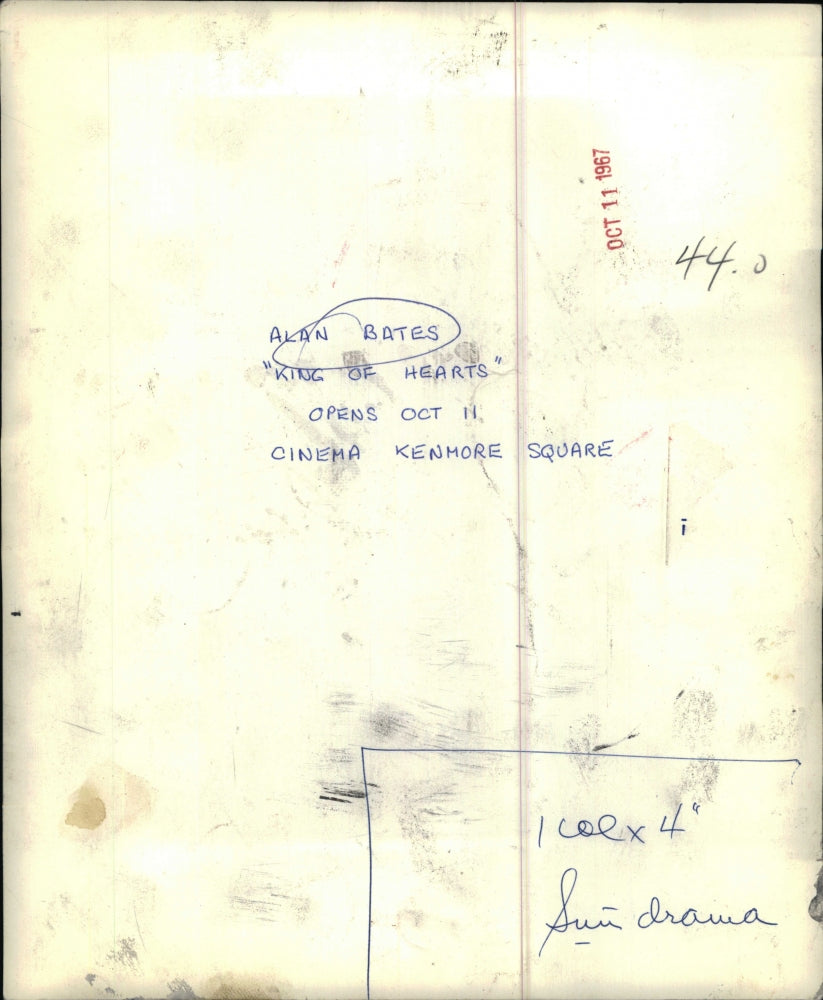 OCT 11 1967
44.0
ALAN BATES
"KING OF HEARTS"
OPENS OCT 11
CINEMA KENMORE SQUARE
i
1 col x 4"
Sun drama